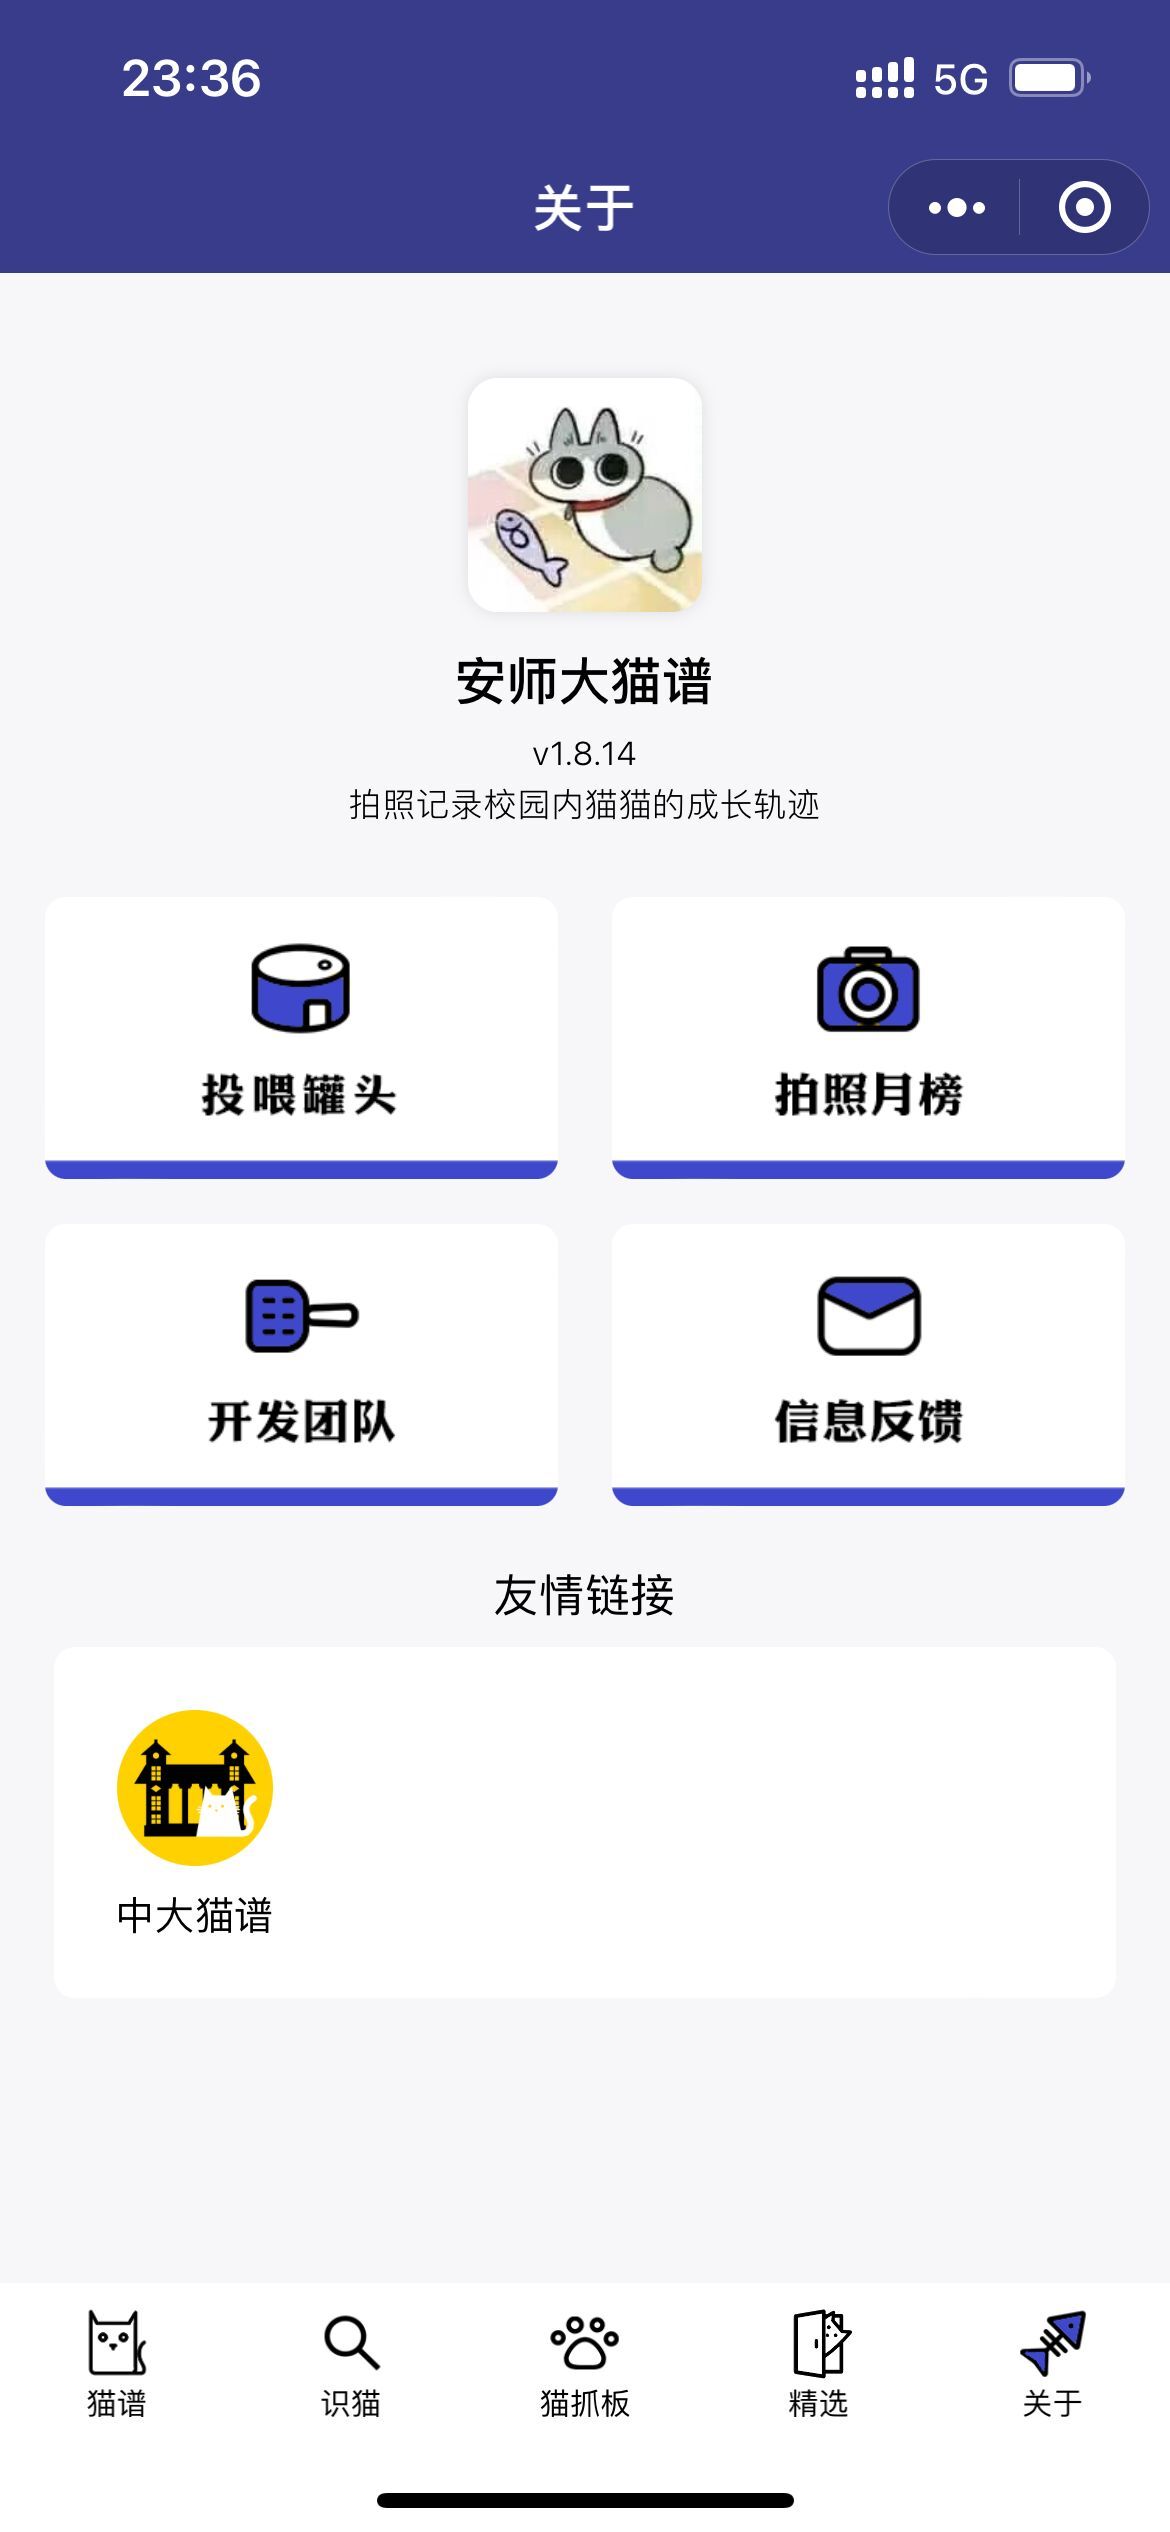 23:36
5G
关于
安师大猫谱
v1.8.14
拍照记录校园内猫猫的成长轨迹
投喂罐头
拍照月榜
开发团队
信息反馈
友情链接
中大猫谱
猫谱
识猫
猫抓板
精选
关于